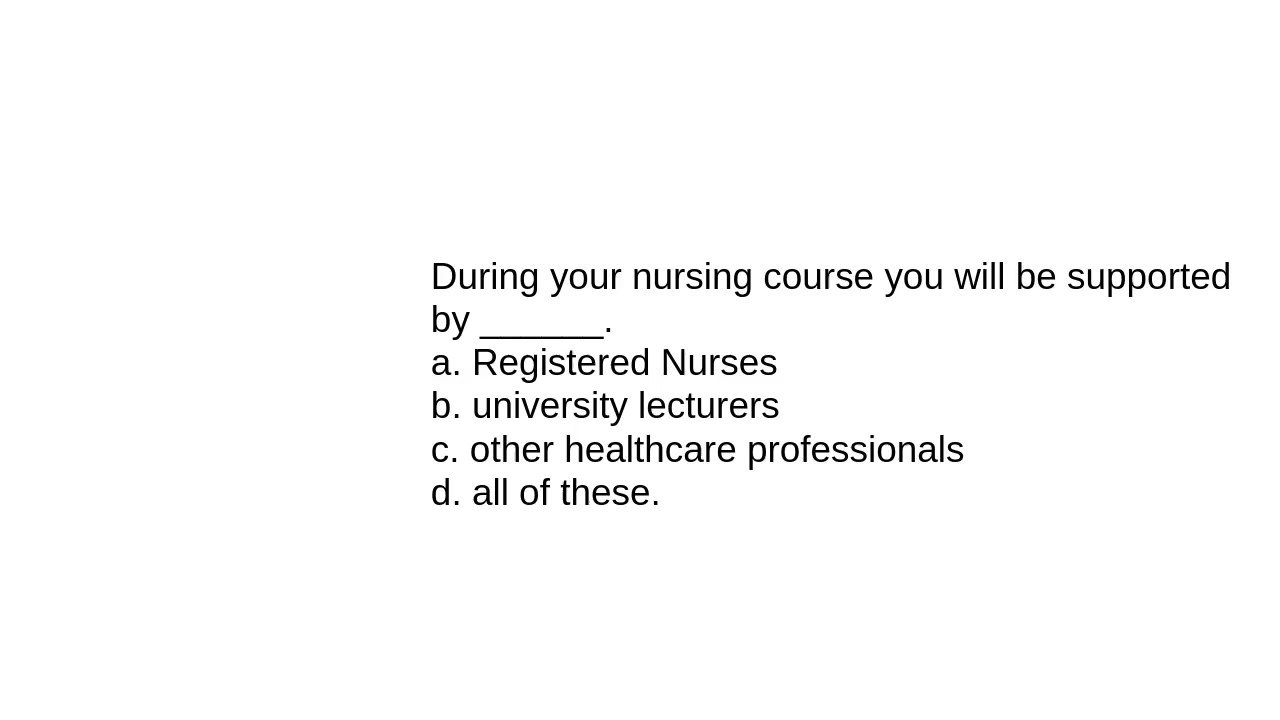 During your nursing course you will be supported
by ______.
a. Registered Nurses
b. university lecturers
c. other healthcare professionals
d. all of these.